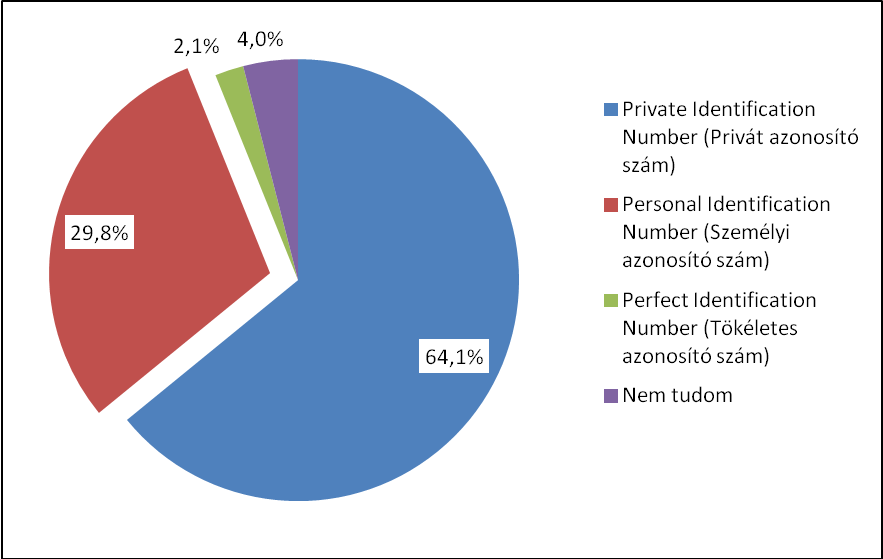 2,1%
4,0%
29,8%
64,1%
Private Identification
Number (Privát azonosító
szám)
Personal Identification
Number (Személyi
azonosító szám)
Perfect Identification
Number (Tökéletes
azonosító szám)
Nem tudom